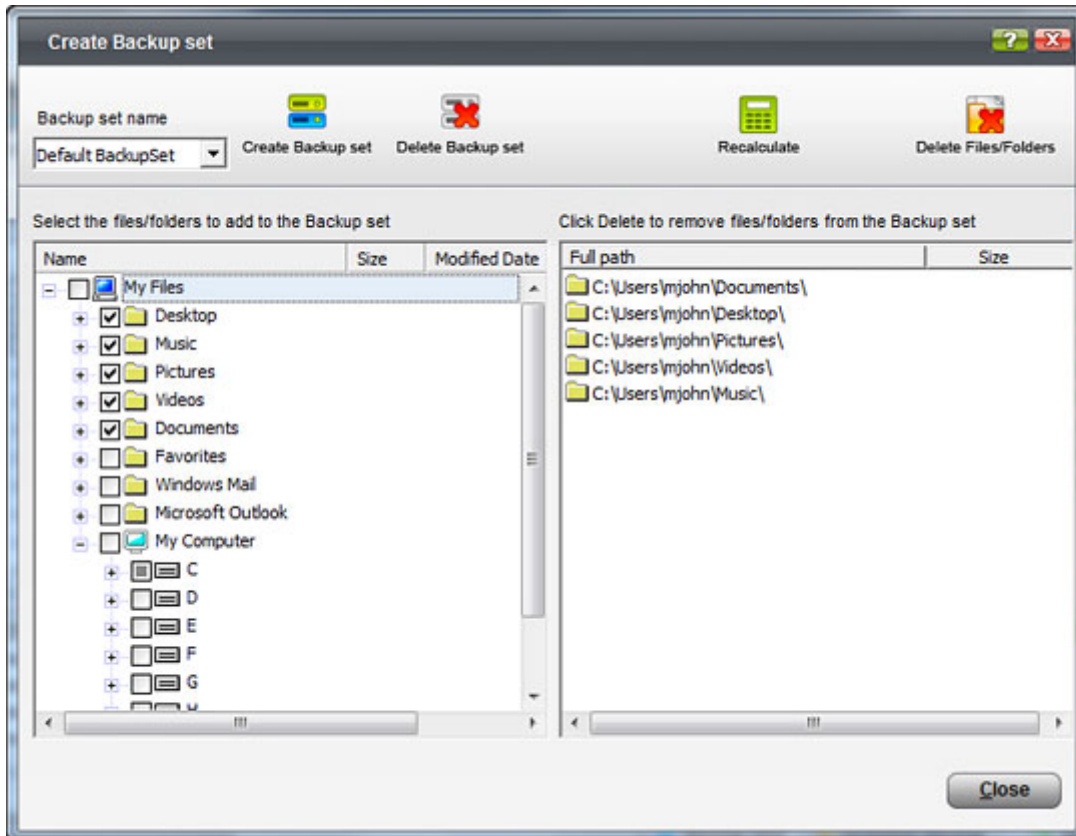 Create Backup set
?
X
Backup set name
Default BackupSet
Create Backup set
Delete Backup set
Recalculate
Delete Files/Folders
Select the files/folders to add to the Backup set
Name Size Modified Date
My Files
Desktop
Music
Pictures
Videos
Documents
Favorites
Windows Mail
Microsoft Outlook
My Computer
C
D
E
F
G
Click Delete to remove files/folders from the Backup set
Full path Size
C:\Users\mjohn\Documents\
C:\Users\mjohn\Desktop\
C:\Users\mjohn\Pictures\
C:\Users\mjohn\Videos\
C:\Users\mjohn\Music\
Close